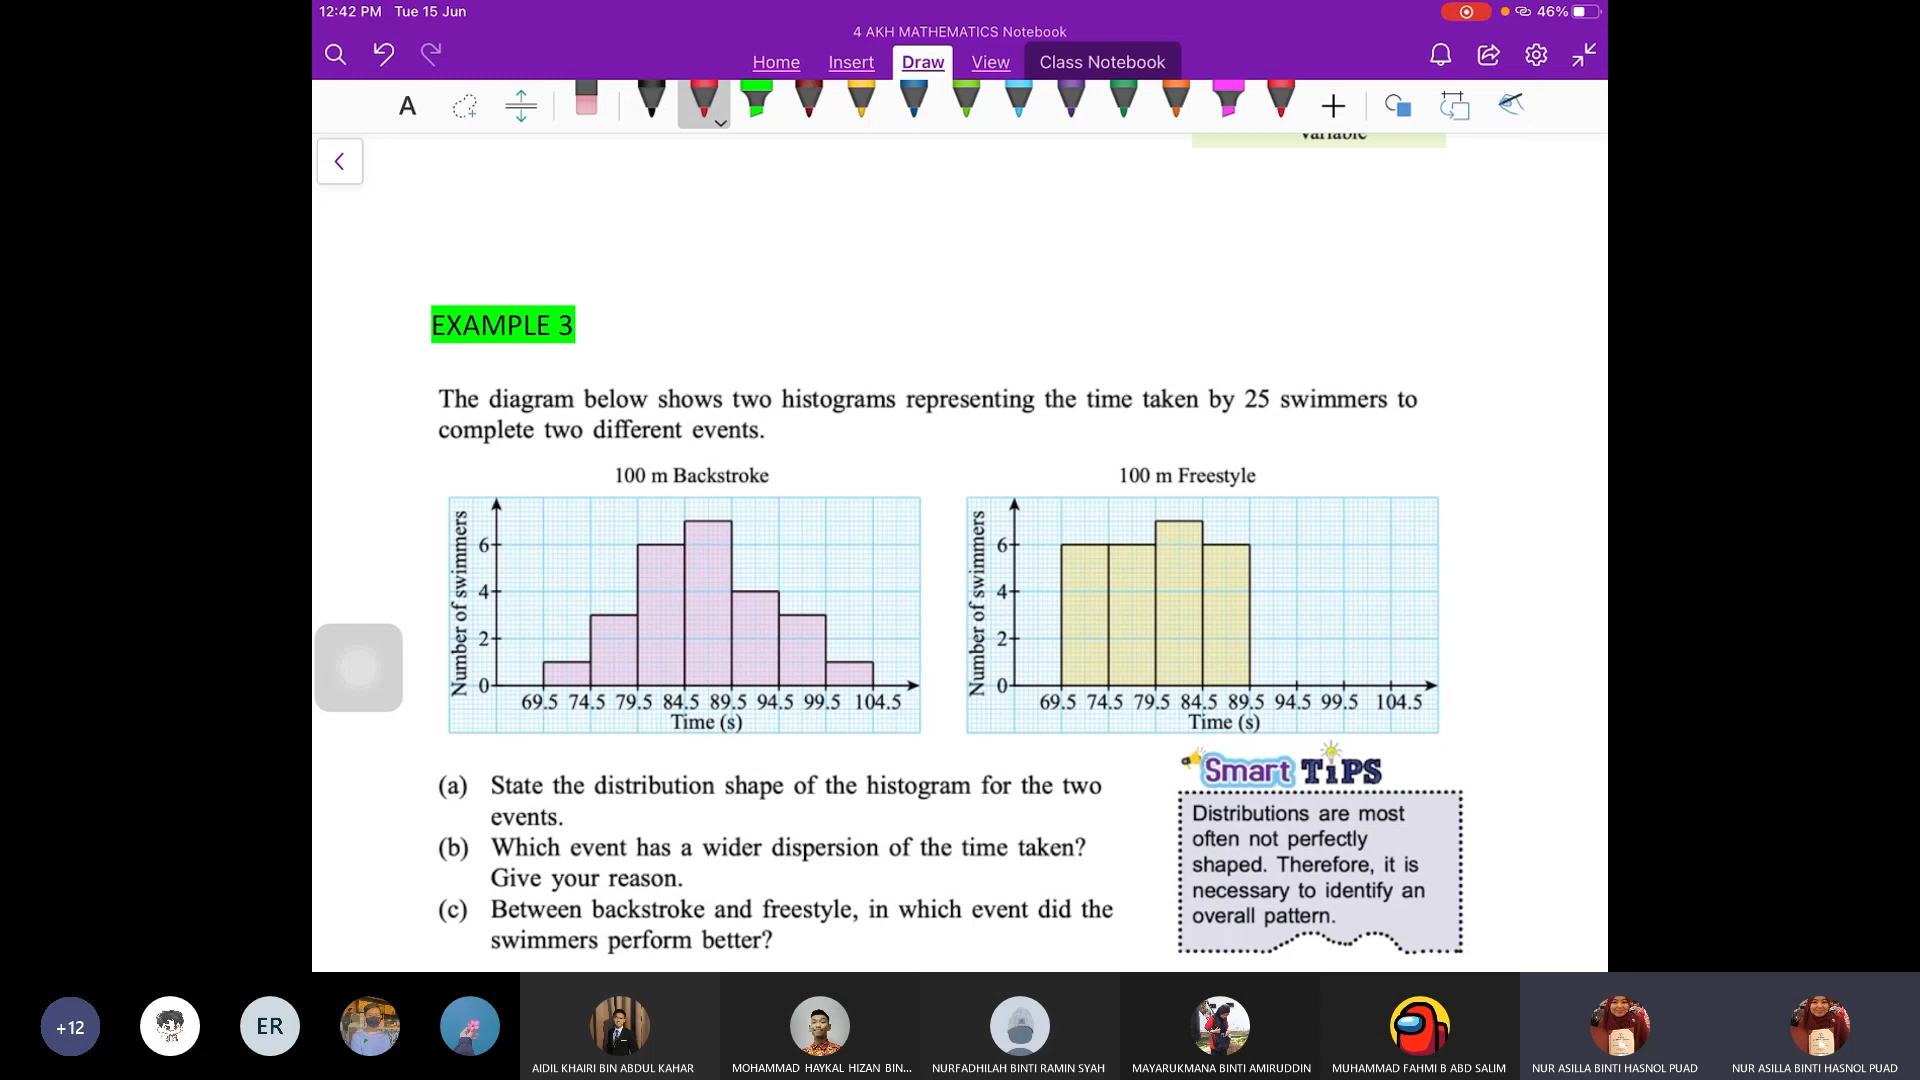 12:42 PM Tue 15 Jun
46%
4 AKH MATHEMATICS Notebook
Home Insert Draw View Class Notebook
A
variable
EXAMPLE 3
The diagram below shows two histograms representing the time taken by 25 swimmers to
complete two different events.
100 m Backstroke
Number of swimmers
6
4
2
0
69.5 74.5 79.5 84.5 89.5 94.5 99.5 104.5
Time (s)
100 m Freestyle
Number of swimmers
6
4
2
0
69.5 74.5 79.5 84.5 89.5 94.5 99.5 104.5
Time (s)
(a) State the distribution shape of the histogram for the two
events.
(b) Which event has a wider dispersion of the time taken?
Give your reason.
(c) Between backstroke and freestyle, in which event did the
swimmers perform better?
Smart TiPS
Distributions are most
often not perfectly
shaped. Therefore, it is
necessary to identify an
overall pattern.
+12
ER
AIDIL KHAIRI BIN ABDUL KAHAR
MOHAMMAD HAYKAL HIZAN BIN...
NURFADHILAH BINTI RAMIN SYAH
MAYARUKMANA BINTI AMIRUDDIN
MUHAMMAD FAHMI B ABD SALIM
NUR ASILLA BINTI HASNOL PUAD
NUR ASILLA BINTI HASNOL PUAD